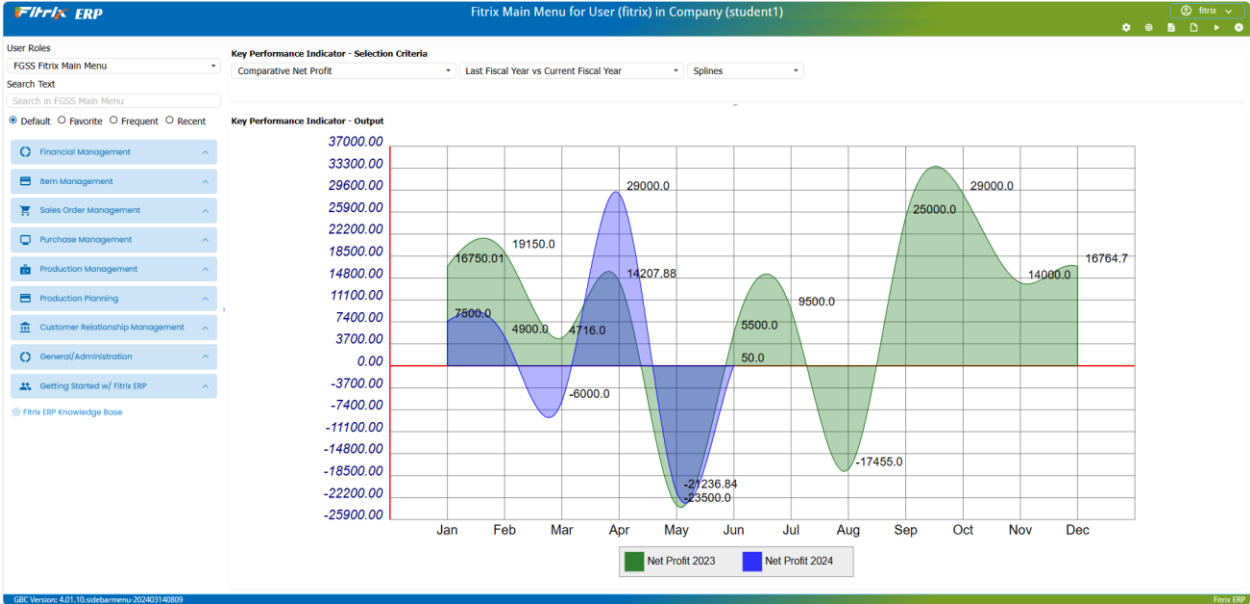 Fitrix ERP
Fitrix Main Menu for User (fitrix) in Company (student1)
fitrix
User Roles
FGSS Fitrix Main Menu
Search Text
Search in FGSS Main Menu
Default Favorite Frequent Recent
Financial Management
Item Management
Sales Order Management
Purchase Management
Production Management
Production Planning
Customer Relationship Management
General/Administration
Getting Started w/ Fitrix ERP
Fitrix ERP Knowledge Base
Key Performance Indicator - Selection Criteria
Comparative Net Profit Last Fiscal Year vs Current Fiscal Year Splines
Key Performance Indicator - Output
37000.00
33300.00
29600.00
25900.00
22200.00
18500.00
14800.00
11100.00
7400.00
3700.00
0.00
-3700.00
-7400.00
-11100.00
-14800.00
-18500.00
-22200.00
-25900.00
16750.01
19150.0
4716.0
14207.88
-21236.84
5500.0
9500.0
-17455.0
25000.0
29000.0
14000.0
16764.7
7500.0
4900.0
-6000.0
29000.0
-23500.0
50.0
Jan Feb Mar Apr May Jun Jul Aug Sep Oct Nov Dec
Net Profit 2023 Net Profit 2024
GBC Version: 4.01.10.sidebarmenu-202403140809
Fitrix ERP